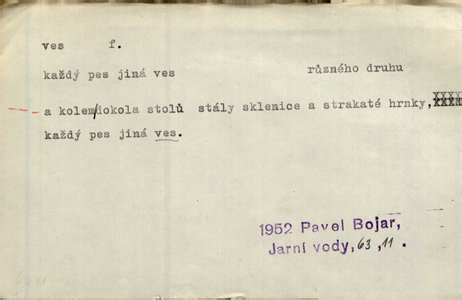 ves f.
každý pes jiná ves různého druhu
a kolem/dokola stolů stály sklenice a strakaté hrnky,
každý pes jiná ves.
1952 Pavel Bojar,
Jarní vody, 63, 11.